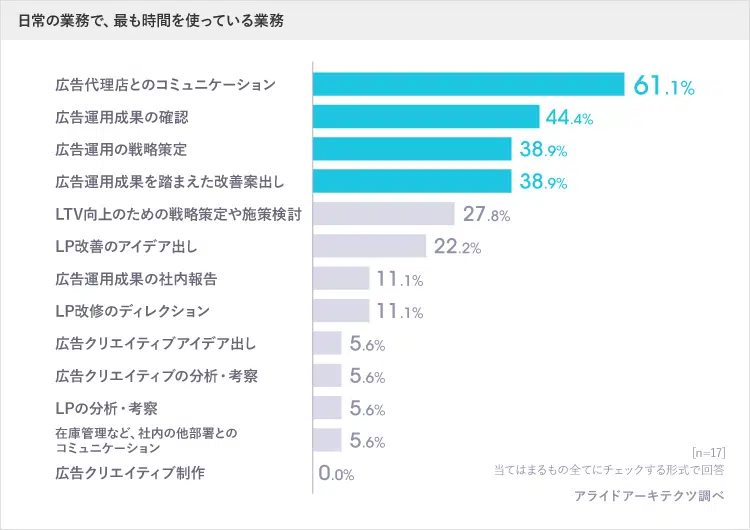 日常の業務で、最も時間を使っている業務
広告代理店とのコミュニケーション 61.1%
広告運用成果の確認 44.4%
広告運用の戦略策定 38.9%
広告運用成果を踏まえた改善案出し 38.9%
LTV向上のための戦略策定や施策検討 27.8%
LP改善のアイデア出し 22.2%
広告運用成果の社内報告 11.1%
LP改修のディレクション 11.1%
広告クリエイティブアイデア出し 5.6%
広告クリエイティブの分析・考察 5.6%
LPの分析・考察 5.6%
在庫管理など、社内の他部署との
コミュニケーション 5.6%
広告クリエイティブ制作 0.0%
[n=17]
当てはまるもの全てにチェックする形式で回答
アライドアーキテクツ調べ